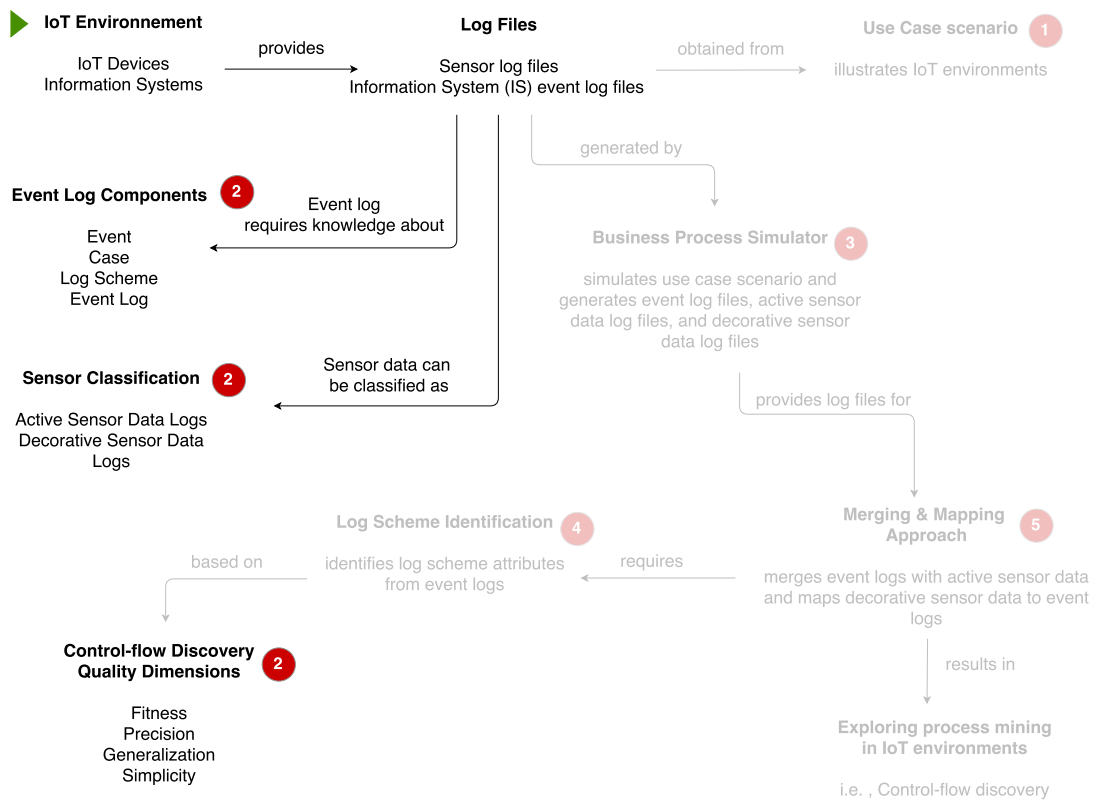 IoT Environnement
IoT Devices
Information Systems
provides
Log Files
Sensor log files
Information System (IS) event log files
obtained from
Use Case scenario
1
illustrates IoT environments
generated by
Event Log Components
2
Event
Case
Log Scheme
Event Log
Event log
requires knowledge about
Business Process Simulator
3
simulates use case scenario and
generates event log files, active sensor
data log files, and decorative sensor
data log files
Sensor Classification
2
Active Sensor Data Logs
Decorative Sensor Data
Logs
Sensor data can
be classified as
provides log files for
Merging & Mapping
Approach
5
merges event logs with active sensor data
and maps decorative sensor data to event
logs
requires
Log Scheme Identification
4
identifies log scheme attributes
from event logs
based on
Control-flow Discovery
Quality Dimensions
2
Fitness
Precision
Generalization
Simplicity
results in
Exploring process mining
in IoT environments
i.e. , Control-flow discovery